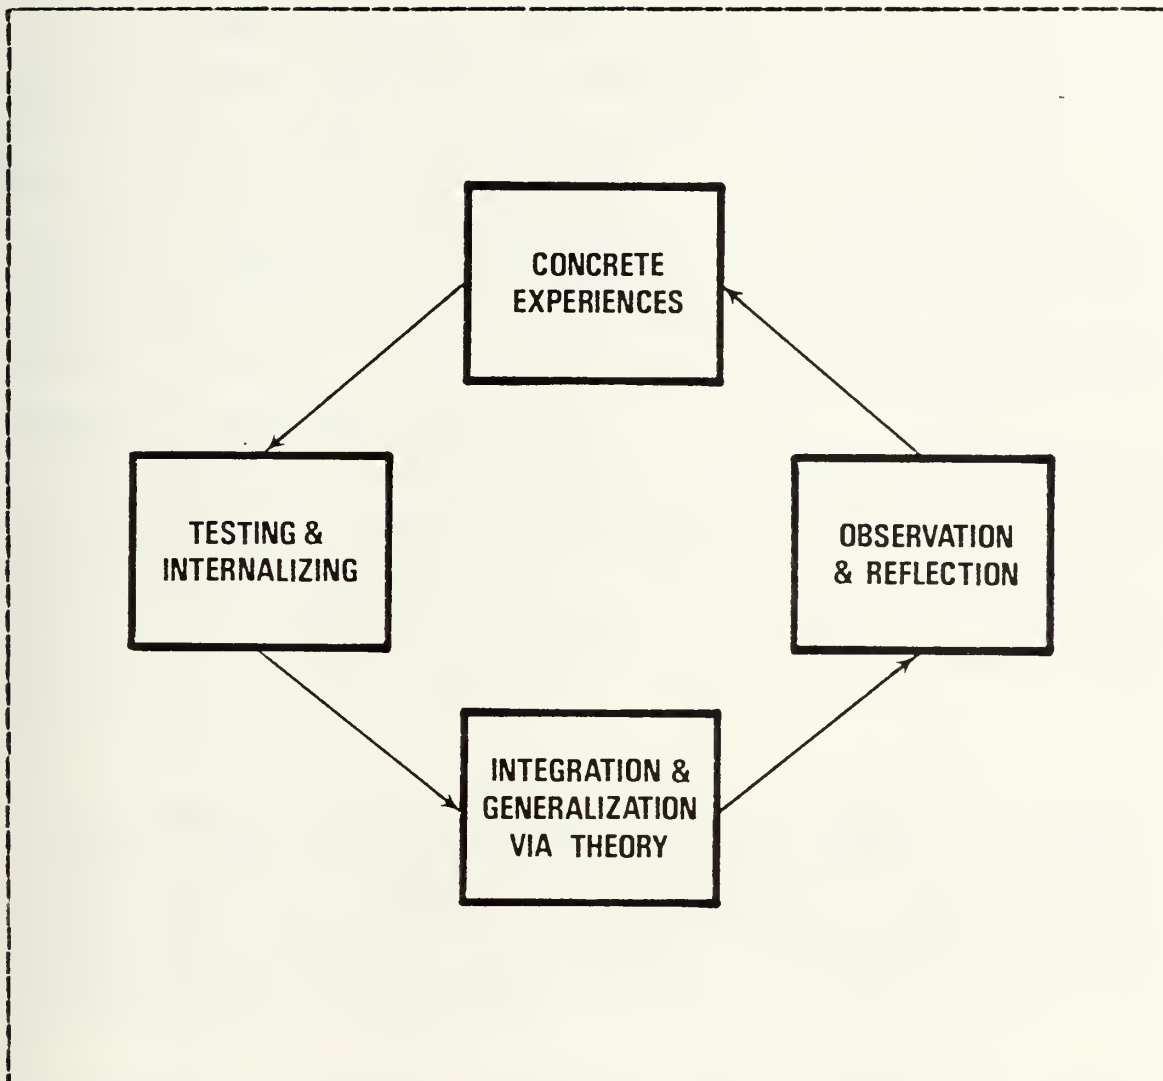 CONCRETE
EXPERIENCES
TESTING &
INTERNALIZING
OBSERVATION
& REFLECTION
INTEGRATION &
GENERALIZATION
VIA THEORY